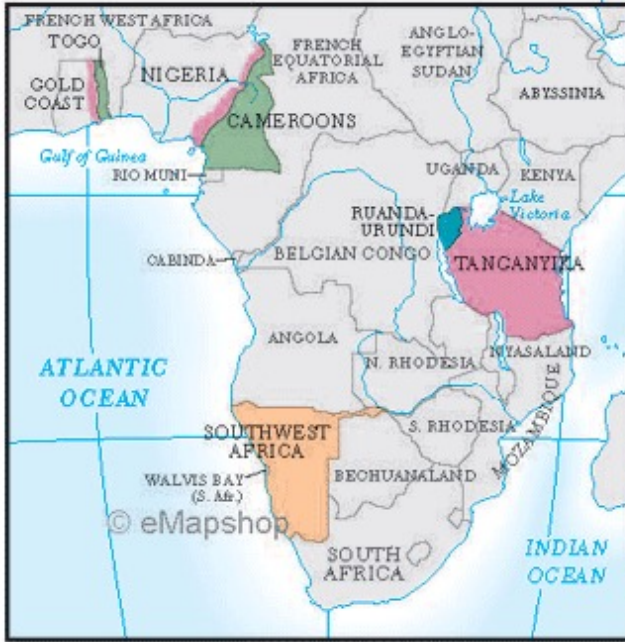 FRENCH WEST AFRICA
TOGO
GOLD
COAST
NIGERIA
FRENCH
EQUATORIAL
AFRICA
ANGLO-
EGYPTIAN
SUDAN
ABYSSINIA
CAMEROONS
Gulf of Guinea
RIO MUNI
UGANDA
KENYA
Lake
Victoria
RUANDA-
URUNDI
CABINDA
BELGIAN CONGO
TANGANYIKA
ANGOLA
N. RHODESIA
NYASALAND
ATLANTIC
OCEAN
SOUTHWEST
AFRICA
S. RHODESIA
MOZAMBIQUE
WALVIS BAY
(S. Afr.)
BECHUANALAND
© eMapshop
SOUTH
AFRICA
INDIAN
OCEAN